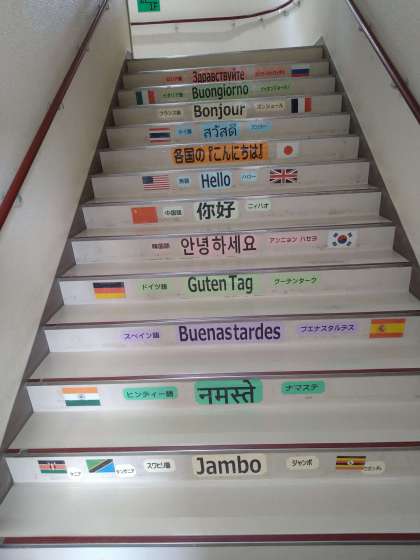 Здравствуйте
イタリア語 Buongiorno
フランス語 Bonjour ボンジュール
タイ語 สวัสดี
各国の『こんにちは』
英語 Hello ハロー
中国語 你好 ニィハオ
韓国語 안녕하세요 アンニョン ハセヨ
ドイツ語 Guten Tag グーテンターク
スペイン語 Buenastardes ブエナスタルデス
ヒンディー語 नमस्ते ナマステ
ケニア タンザニア スワヒリ語 Jambo ジャンボ ウガンダ